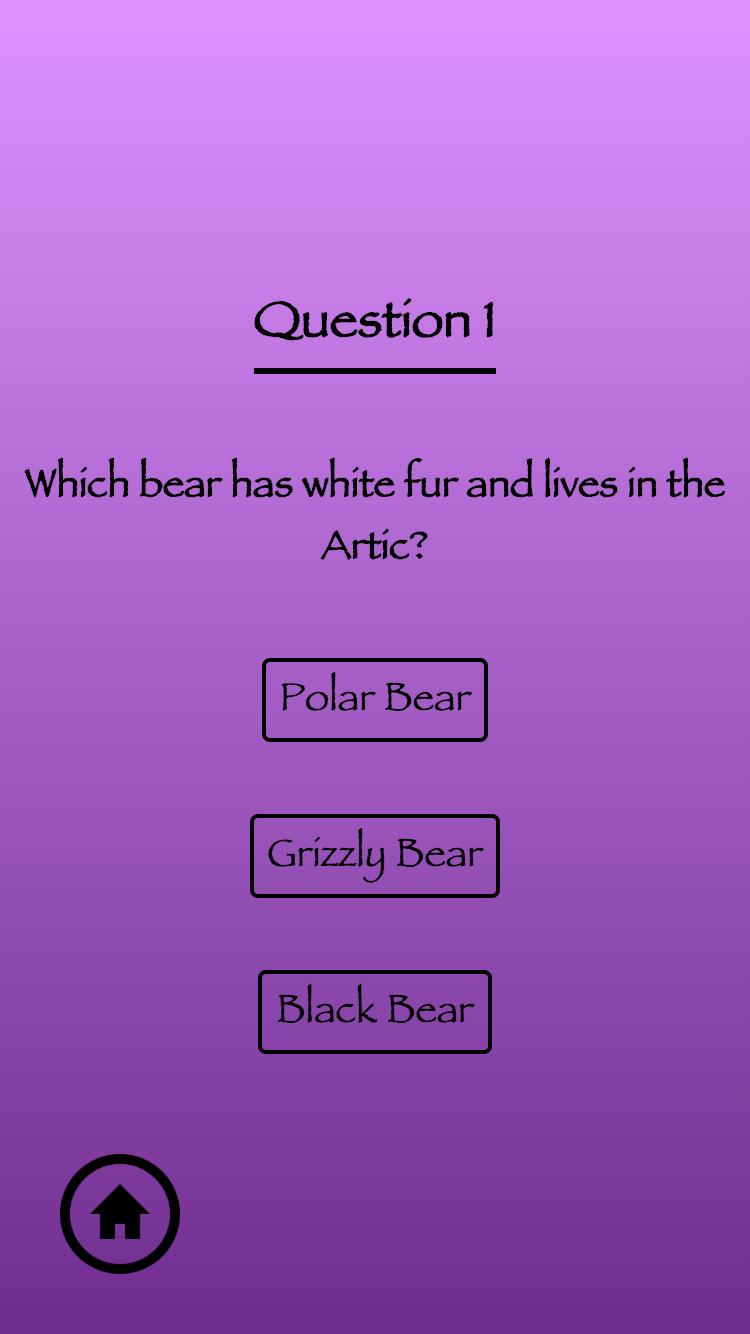 Question 1
Which bear has white fur and lives in the
Artic?
Polar Bear
Grizzly Bear
Black Bear